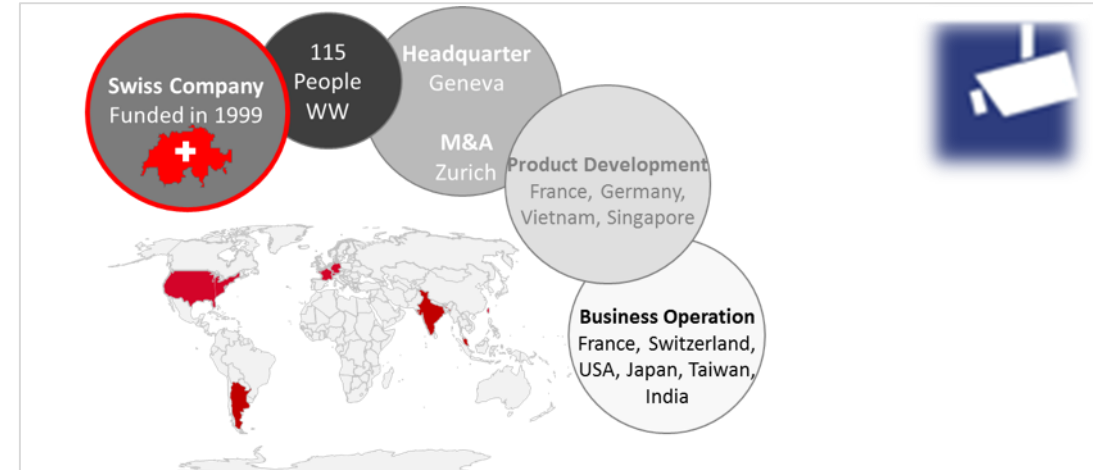 Swiss Company
Funded in 1999
115
People
WW
Headquarter
Geneva
M&A
Zurich
Product Development
France, Germany,
Vietnam, Singapore
Business Operation
France, Switzerland,
USA, Japan, Taiwan,
India